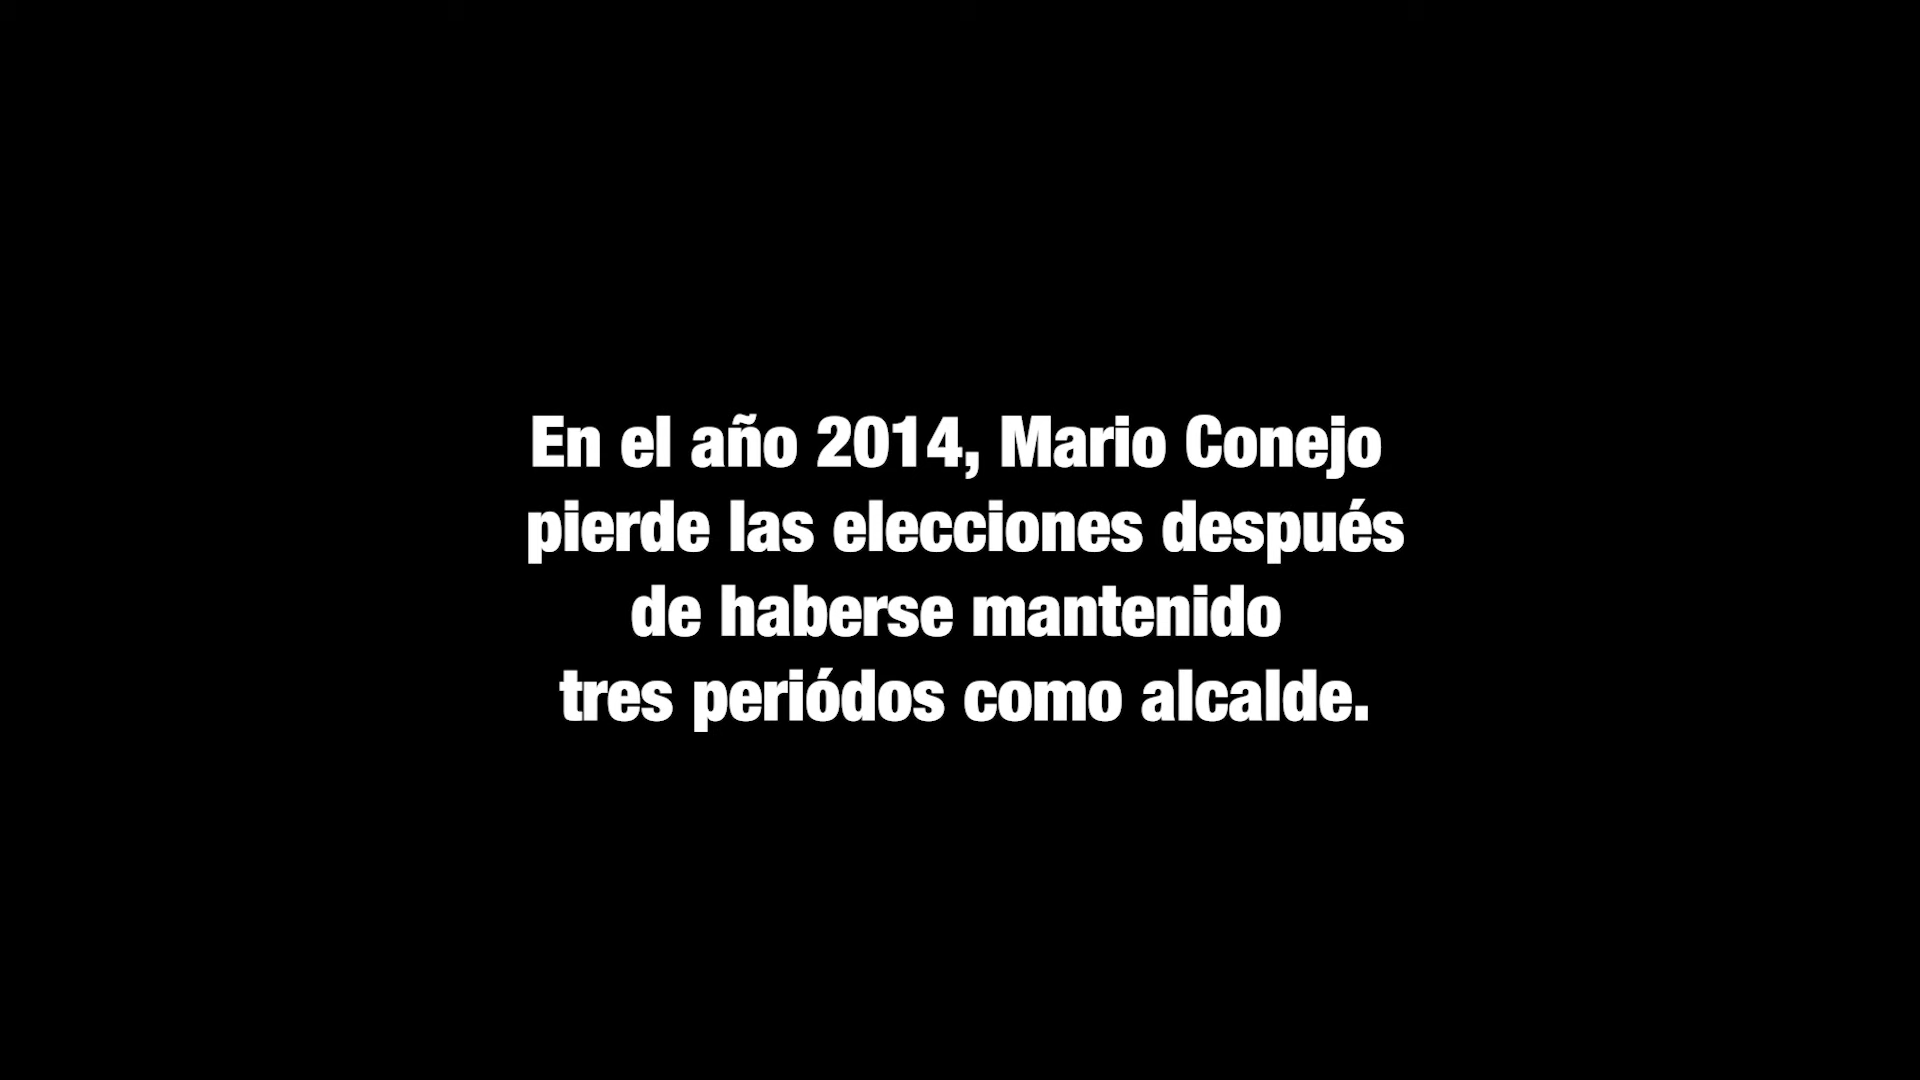 En el año 2014, Mario Conejo
pierde las elecciones después
de haberse mantenido
tres periódos como alcalde.